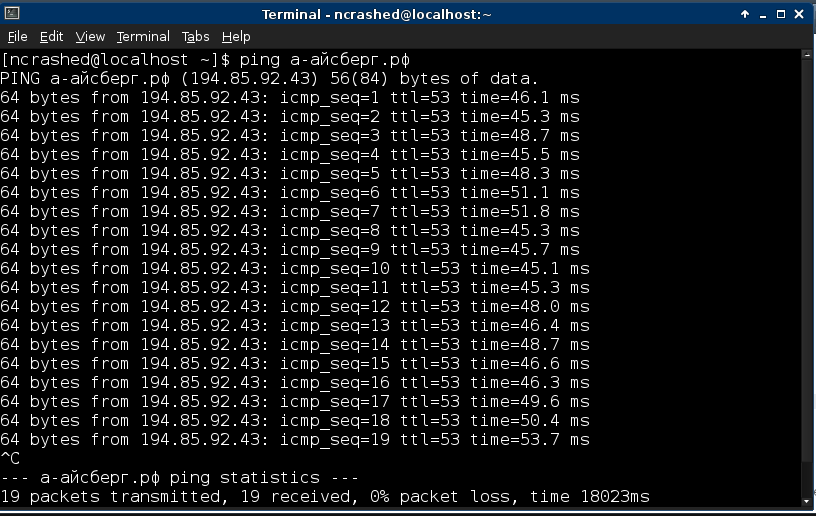 Terminal - ncrashed@localhost:~
File Edit View Terminal Tabs Help
[ncrashed@localhost ~]$ ping а-айсберг.рф
PING а-айсберг.рф (194.85.92.43) 56(84) bytes of data.
64 bytes from 194.85.92.43: icmp_seq=1 ttl=53 time=46.1 ms
64 bytes from 194.85.92.43: icmp_seq=2 ttl=53 time=45.3 ms
64 bytes from 194.85.92.43: icmp_seq=3 ttl=53 time=48.7 ms
64 bytes from 194.85.92.43: icmp_seq=4 ttl=53 time=45.5 ms
64 bytes from 194.85.92.43: icmp_seq=5 ttl=53 time=48.3 ms
64 bytes from 194.85.92.43: icmp_seq=6 ttl=53 time=51.1 ms
64 bytes from 194.85.92.43: icmp_seq=7 ttl=53 time=51.8 ms
64 bytes from 194.85.92.43: icmp_seq=8 ttl=53 time=45.3 ms
64 bytes from 194.85.92.43: icmp_seq=9 ttl=53 time=45.7 ms
64 bytes from 194.85.92.43: icmp_seq=10 ttl=53 time=45.1 ms
64 bytes from 194.85.92.43: icmp_seq=11 ttl=53 time=45.3 ms
64 bytes from 194.85.92.43: icmp_seq=12 ttl=53 time=48.0 ms
64 bytes from 194.85.92.43: icmp_seq=13 ttl=53 time=46.4 ms
64 bytes from 194.85.92.43: icmp_seq=14 ttl=53 time=48.7 ms
64 bytes from 194.85.92.43: icmp_seq=15 ttl=53 time=46.6 ms
64 bytes from 194.85.92.43: icmp_seq=16 ttl=53 time=46.3 ms
64 bytes from 194.85.92.43: icmp_seq=17 ttl=53 time=49.6 ms
64 bytes from 194.85.92.43: icmp_seq=18 ttl=53 time=50.4 ms
64 bytes from 194.85.92.43: icmp_seq=19 ttl=53 time=53.7 ms
^C
--- а-айсберг.рф ping statistics ---
19 packets transmitted, 19 received, 0% packet loss, time 18023ms